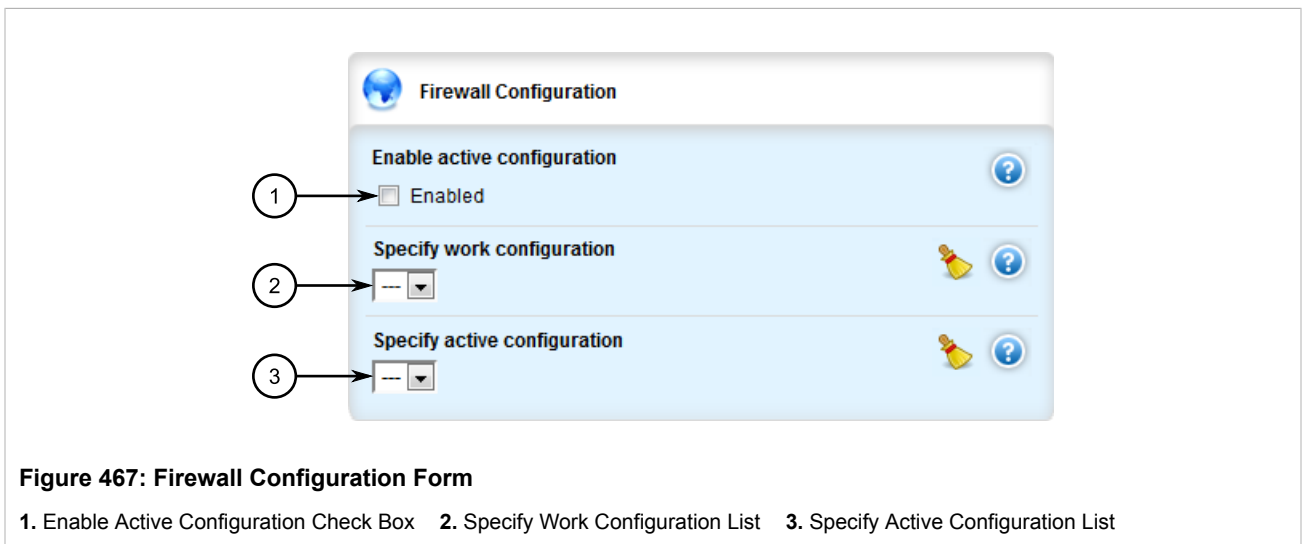 Firewall Configuration
Enable active configuration
1
Enabled
Specify work configuration
2
---
Specify active configuration
3
---
Figure 467: Firewall Configuration Form
1. Enable Active Configuration Check Box 2. Specify Work Configuration List 3. Specify Active Configuration List